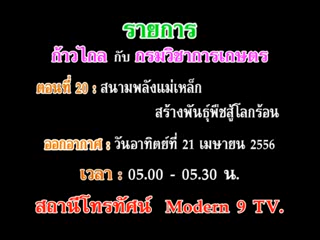 รายการ
ก้าวไกล กับ กรมวิชาการเกษตร
ตอนที่ 20 : สนามพลังแม่เหล็ก
สร้างพันธุ์พืชสู้โลกร้อน
ออกอากาศ : วันอาทิตย์ที่ 21 เมษายน 2556
เวลา : 05.00 - 05.30 น.
สถานีโทรทัศน์ Modern 9 TV.